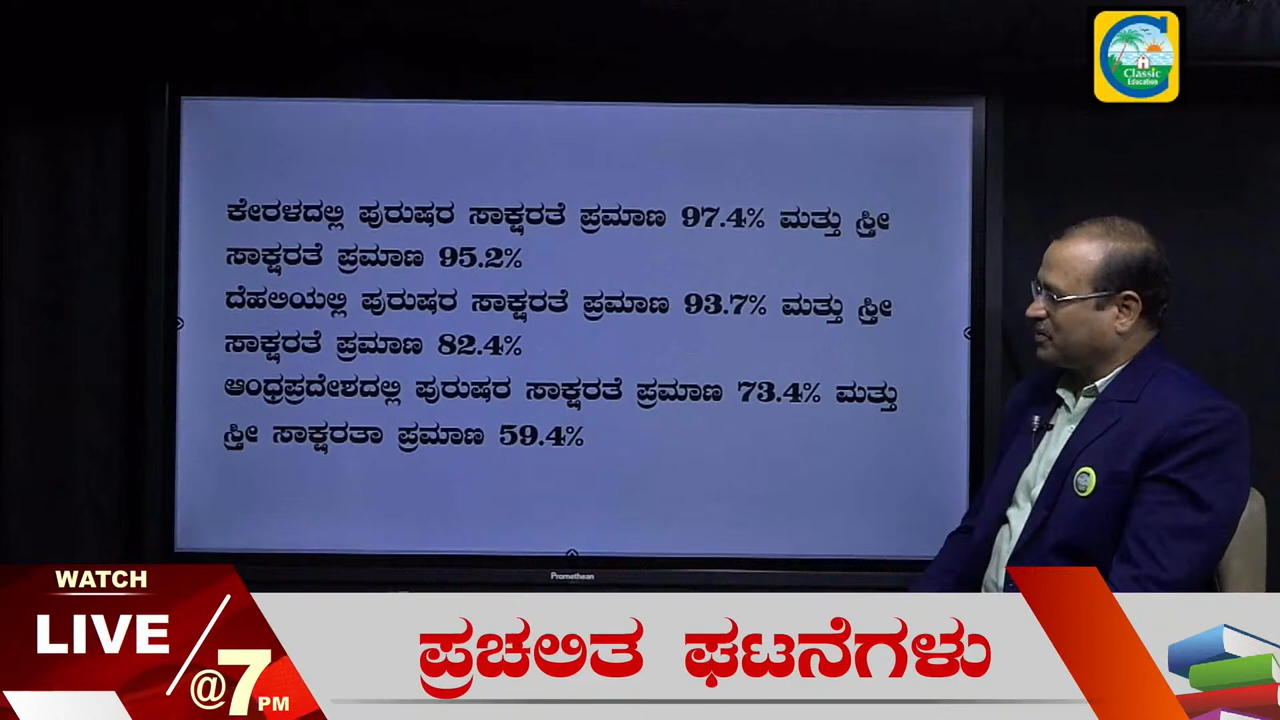 Classic
Education
ಕೇರಳದಲ್ಲಿ ಪುರುಷರ ಸಾಕ್ಷರತೆ ಪ್ರಮಾಣ 97.4% ಮತ್ತು ಸ್ತ್ರೀ
ಸಾಕ್ಷರತೆ ಪ್ರಮಾಣ 95.2%
ದೆಹಲಿಯಲ್ಲಿ ಪುರುಷರ ಸಾಕ್ಷರತೆ ಪ್ರಮಾಣ 93.7% ಮತ್ತು ಸ್ತ್ರೀ
ಸಾಕ್ಷರತೆ ಪ್ರಮಾಣ 82.4%
ಆಂಧ್ರಪ್ರದೇಶದಲ್ಲಿ ಪುರುಷರ ಸಾಕ್ಷರತೆ ಪ್ರಮಾಣ 73.4% ಮತ್ತು
ಸ್ತ್ರೀ ಸಾಕ್ಷರತಾ ಪ್ರಮಾಣ 59.4%
Promethean
WATCH
LIVE
@7PM
ಪ್ರಚಲಿತ ಘಟನೆಗಳು